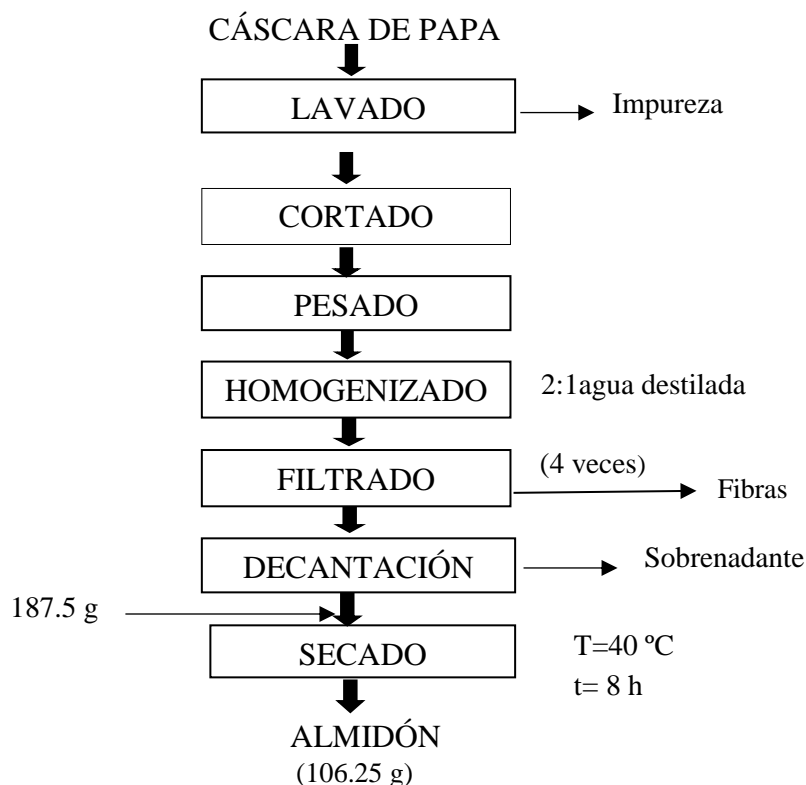 CÁSCARA DE PAPA
LAVADO
Impureza
CORTADO
PESADO
HOMOGENIZADO
2:1agua destilada
FILTRADO
(4 veces)
Fibras
DECANTACIÓN
Sobrenadante
187.5 g
SECADO
T=40 ºC
t= 8 h
ALMIDÓN
(106.25 g)